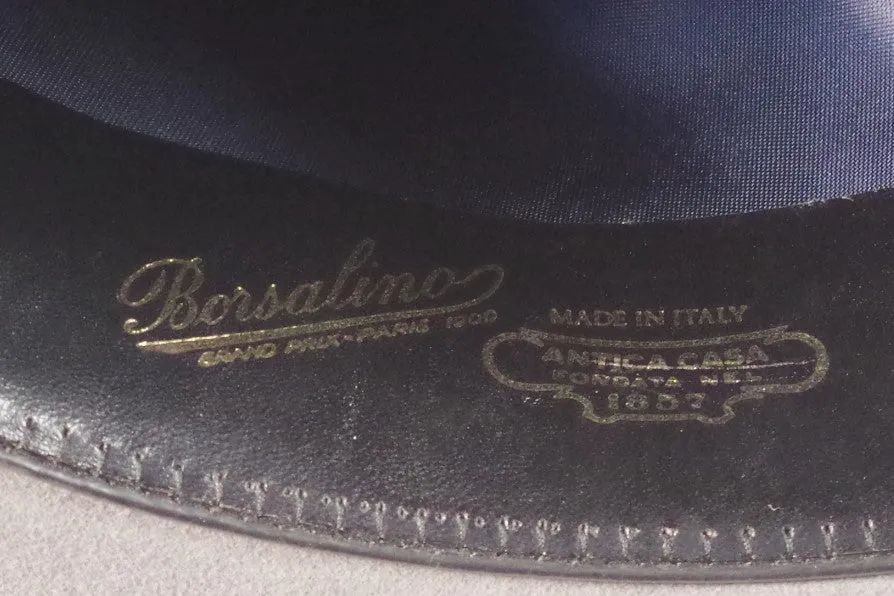 Borsalino
GRAND PRIX-PARIS 1900
MADE IN ITALY
ANTICA CASA
FONDATA NEL
1857